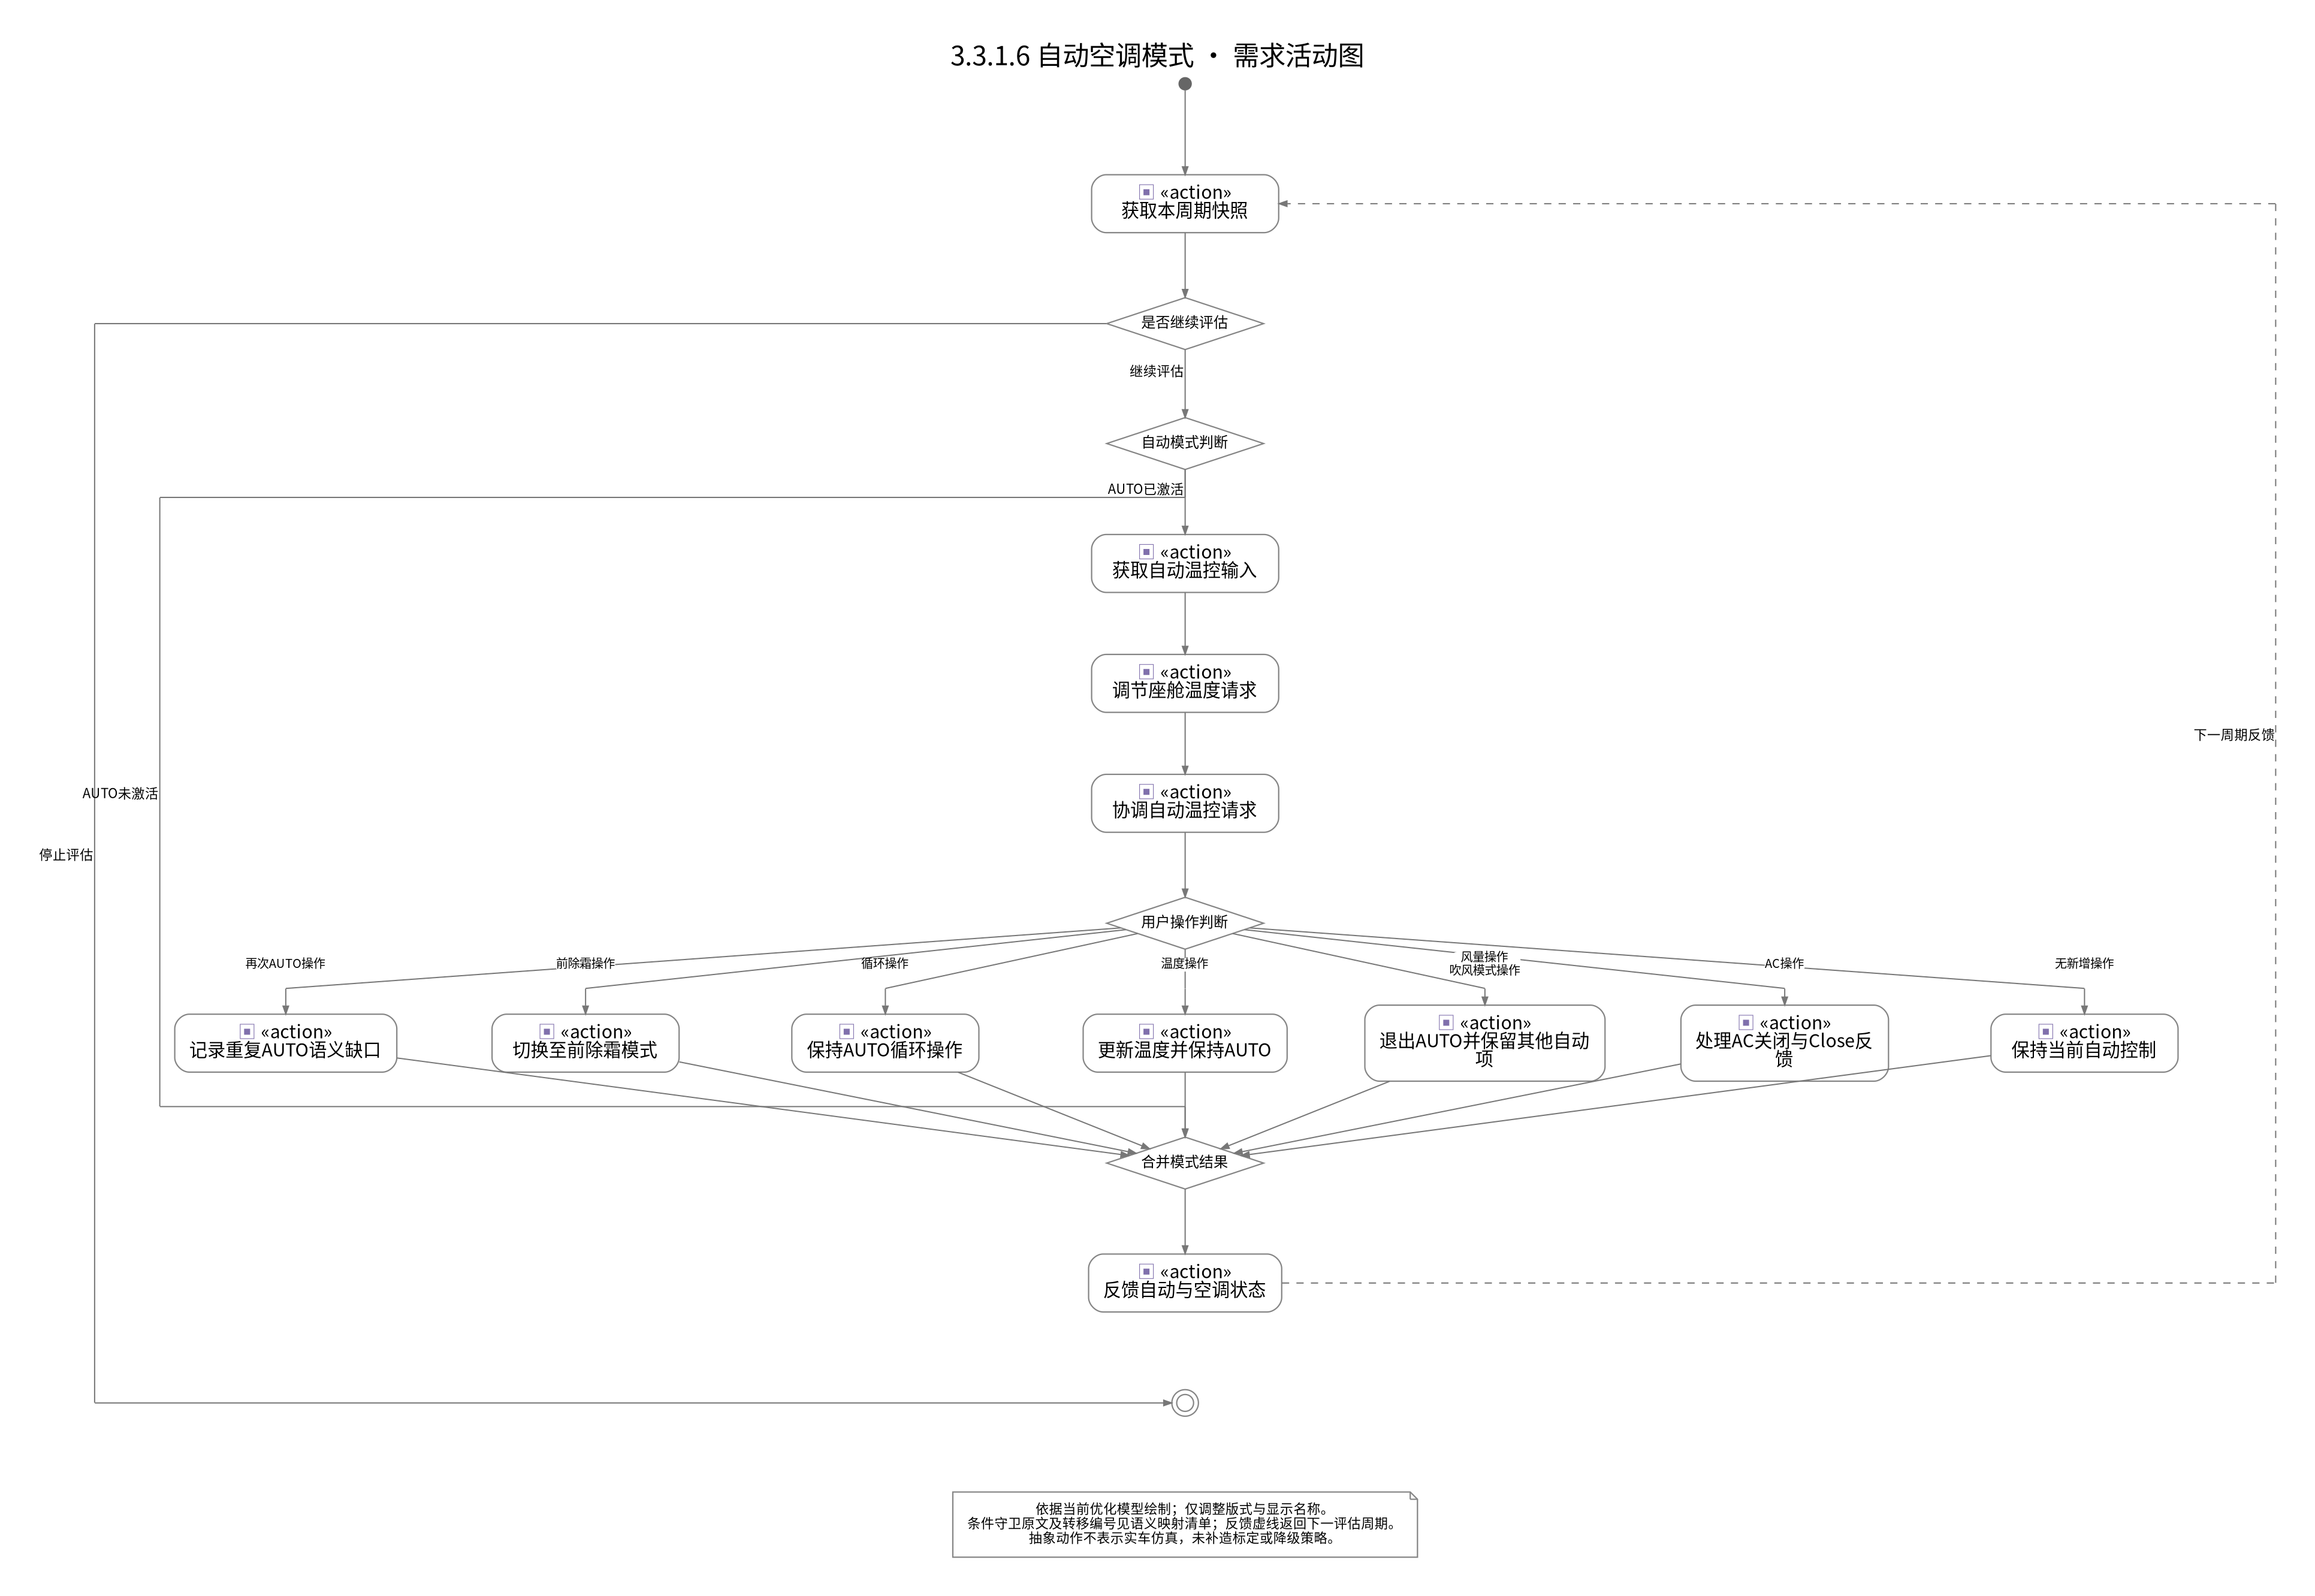 3.3.1.6 自动空调模式 · 需求活动图
«action»
获取本周期快照
是否继续评估
继续评估
自动模式判断
AUTO已激活
«action»
获取自动温控输入
«action»
调节座舱温度请求
下一周期反馈
«action»
协调自动温控请求
AUTO未激活
停止评估
用户操作判断
再次AUTO操作
前除霜操作
循环操作
温度操作
风量操作
吹风模式操作
AC操作
无新增操作
«action»
记录重复AUTO语义缺口
«action»
切换至前除霜模式
«action»
保持AUTO循环操作
«action»
更新温度并保持AUTO
«action»
退出AUTO并保留其他自动
项
«action»
处理AC关闭与Close反
馈
«action»
保持当前自动控制
合并模式结果
«action»
反馈自动与空调状态
依据当前优化模型绘制；仅调整版式与显示名称。
条件守卫原文及转移编号见语义映射清单；反馈虚线返回下一评估周期。
抽象动作不表示实车仿真，未补造标定或降级策略。